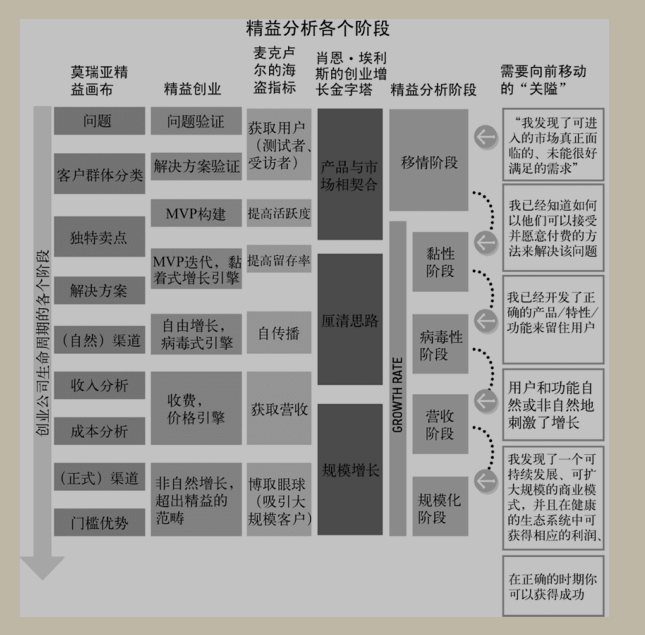 精益分析各个阶段
莫瑞亚精
益画布
精益创业
麦克卢
尔的海
盗指标
肖恩·埃利
斯的创业增
长金字塔
精益分析阶段
需要向前移动
的“关隘”
创业公司生命周期的各个阶段
问题
客户群体分类
独特卖点
解决方案
（自然）渠道
收入分析
成本分析
（正式）渠道
门槛优势
问题验证
解决方案验证
MVP构建
MVP迭代，黏
着式增长引擎
自由增长，
病毒式引擎
收费，
价格引擎
非自然增长，
超出精益的
范畴
获取用户
（测试者、
受访者）
提高活跃度
提高留存率
自传播
获取营收
博取眼球
（吸引大
规模客户）
产品与市
场相契合
厘清思路
规模增长
移情阶段
GROWTH RATE
黏性
阶段
病毒性
阶段
营收
阶段
规模化
阶段
“我发现了可进
入的市场真正面
临的、未能很好
满足的需求”
我已经知道如何
以他们可以接受
并愿意付费的方
法来解决该问题
我已经开发了正
确的产品/特性/
功能来留住用户
用户和功能自
然或非自然地
刺激了增长
我发现了一个可
持续发展、可扩
大规模的商业模
式，并且在健康
的生态系统中可
获得相应的利润、
在正确的时期你
可以获得成功